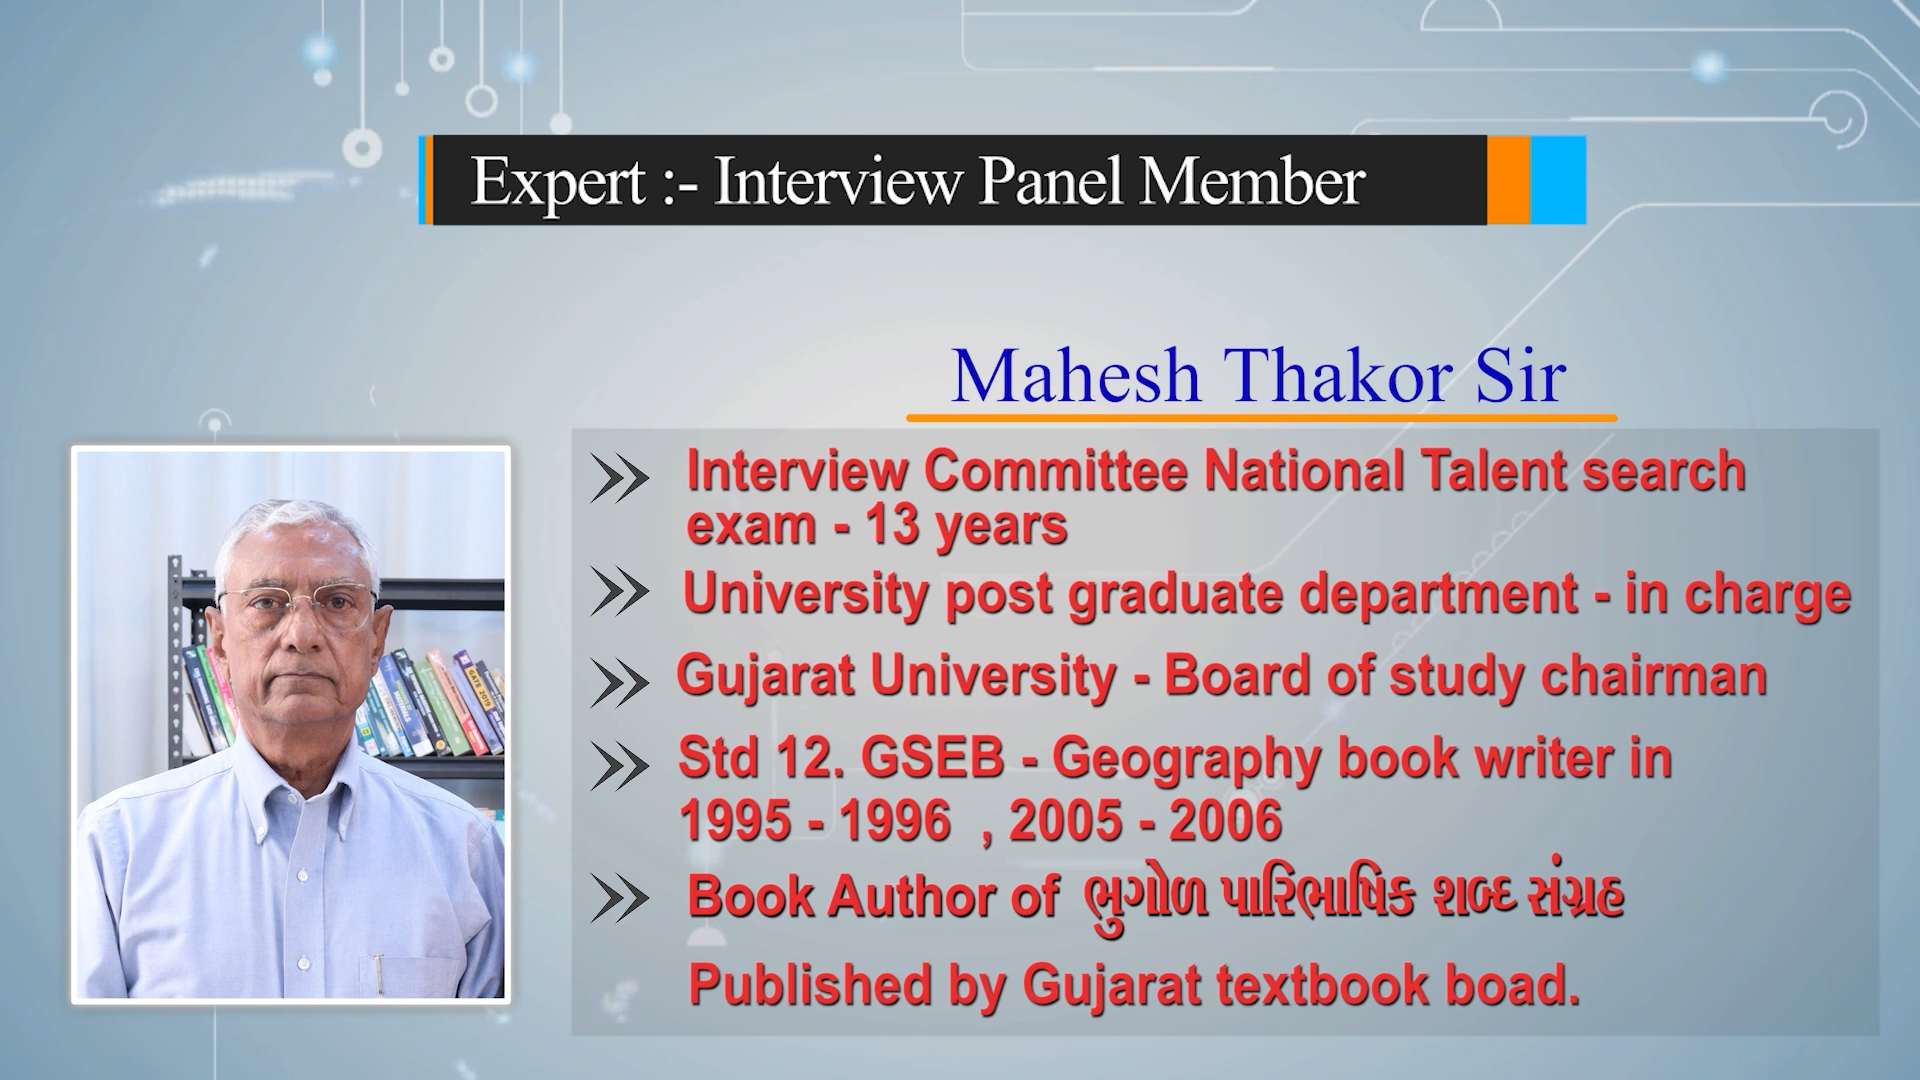 Expert :- Interview Panel Member
Mahesh Thakor Sir
Interview Committee National Talent search
exam - 13 years
University post graduate department - in charge
Gujarat University - Board of study chairman
Std 12. GSEB - Geography book writer in
1995 - 1996 , 2005 - 2006
Book Author of ભુગોળ પારિભાષિક શબ્દ સંગ્રહ
Published by Gujarat textbook boad.
GATE 2019